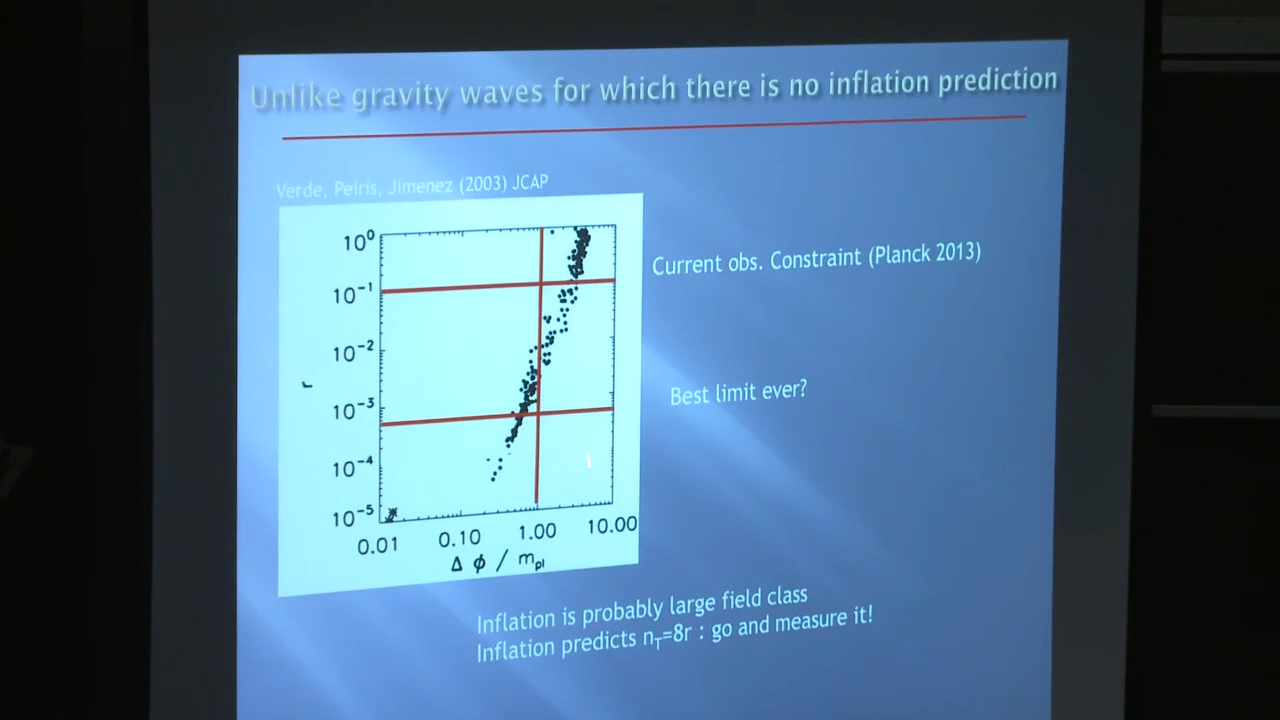 Unlike gravity waves for which there is no inflation prediction
Verde, Peiris, Jimenez (2003) JCAP
10⁰
10⁻¹
10⁻²
10⁻³
10⁻⁴
10⁻⁵
r
0.01 0.10 1.00 10.00
Δ ϕ / m_pl
Current obs. Constraint (Planck 2013)
Best limit ever?
Inflation is probably large field class
Inflation predicts n_T=8r : go and measure it!